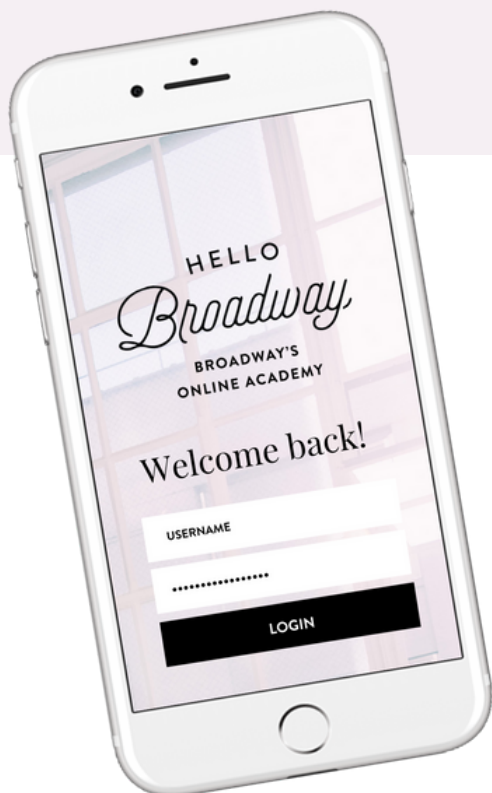 HELLO
Broadway
BROADWAY'S
ONLINE ACADEMY
Welcome back!
USERNAME
•••••••••••••••••
LOGIN